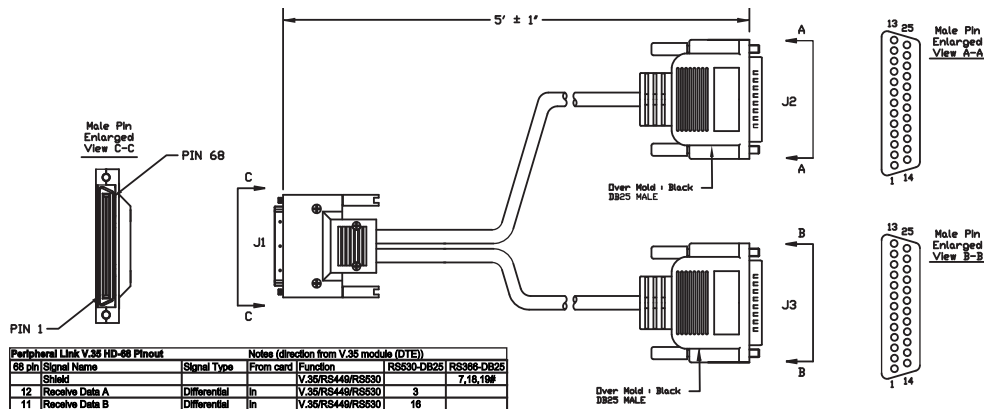 5' ± 1"
A
J2
A
Over Mold : Black
DB25 MALE
13 25
1 14
Male Pin
Enlarged
View A-A
Male Pin
Enlarged
View C-C
PIN 68
PIN 1
C
J1
C
B
J3
B
Over Mold : Black
DB25 MALE
13 25
1 14
Male Pin
Enlarged
View B-B
Peripheral Link V.35 HD-68 Pinout Notes (direction from V.35 module (DTE))
68 pin Signal Name Signal Type From card Function RS530-DB25 RS366-DB25
Shield V.35/RS449/RS530 7,18,19#
12 Receive Data A Differential In V.35/RS449/RS530 3
11 Receive Data B Differential In V.35/RS449/RS530 16